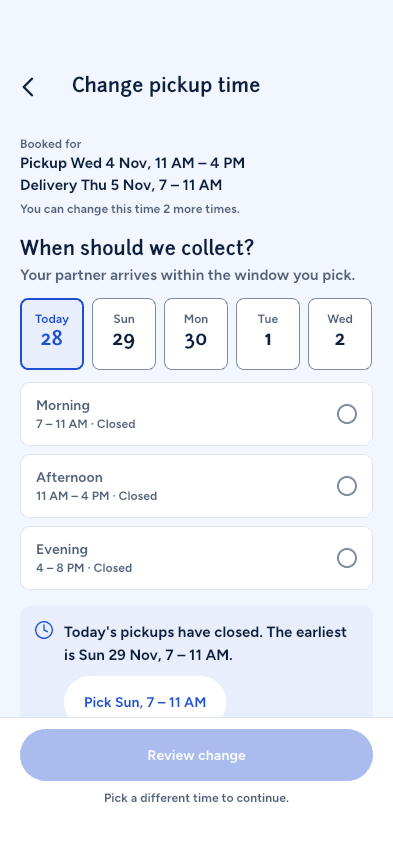 Change pickup time
Booked for
Pickup Wed 4 Nov, 11 AM – 4 PM
Delivery Thu 5 Nov, 7 – 11 AM
You can change this time 2 more times.
When should we collect?
Your partner arrives within the window you pick.
Today Sun Mon Tue Wed
28 29 30 1 2
Morning
7 – 11 AM · Closed
Afternoon
11 AM – 4 PM · Closed
Evening
4 – 8 PM · Closed
Today's pickups have closed. The earliest
is Sun 29 Nov, 7 – 11 AM.
Pick Sun, 7 – 11 AM
Review change
Pick a different time to continue.